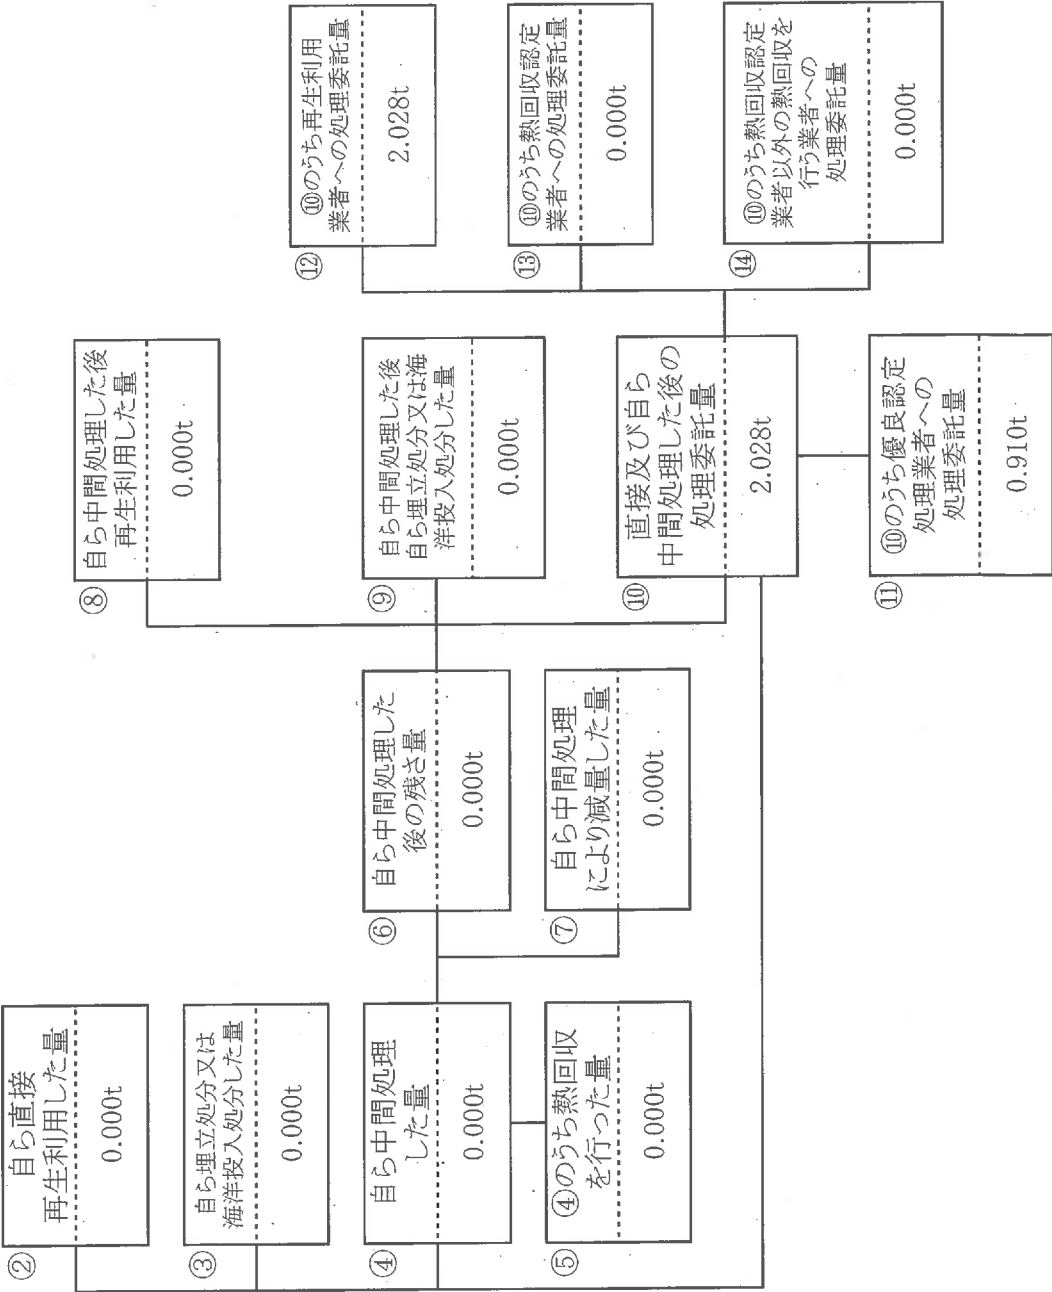 ②
自ら直接
再生利用した量
0.000t
③
自ら埋立処分又は
海洋投入処分した量
0.000t
④
自ら中間処理
した量
0.000t
⑤
④のうち熱回収
を行った量
0.000t
⑥
自ら中間処理した
後の残さ量
0.000t
⑦
自ら中間処理
により減量した量
0.000t
⑧
自ら中間処理した後
再生利用した量
0.000t
⑨
自ら中間処理した後
自ら埋立処分又は海
洋投入処分した量
0.000t
⑩
直接及び自ら
中間処理した後の
処理委託量
2.028t
⑪
⑩のうち優良認定
処理業者への
処理委託量
0.910t
⑫
⑩のうち再生利用
業者への処理委託量
2.028t
⑬
⑩のうち熱回収認定
業者への処理委託量
0.000t
⑭
⑩のうち熱回収認定
業者以外の熱回収を
行う業者への
処理委託量
0.000t